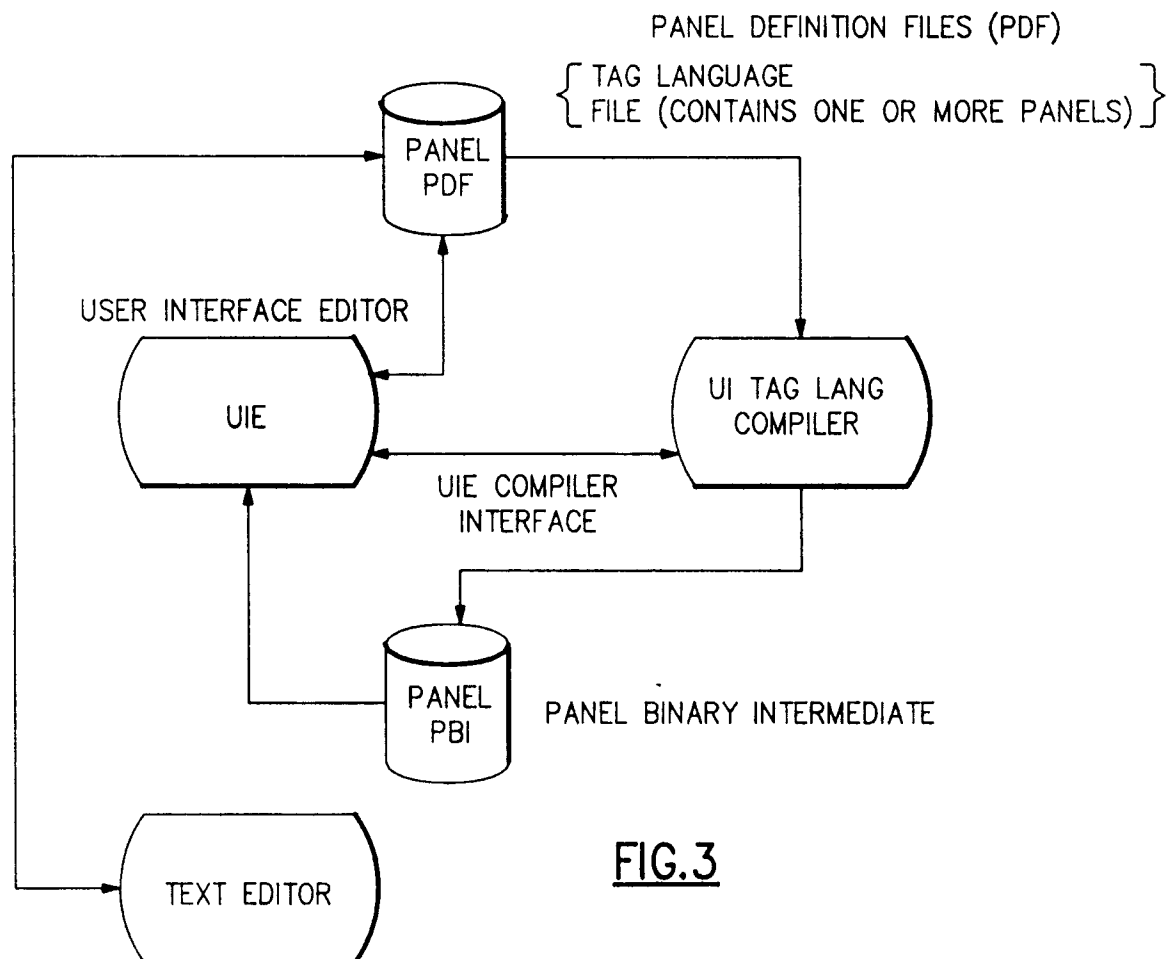 PANEL DEFINITION FILES (PDF)
TAG LANGUAGE
FILE (CONTAINS ONE OR MORE PANELS)
PANEL
PDF
USER INTERFACE EDITOR
UIE
UI TAG LANG
COMPILER
UIE COMPILER
INTERFACE
PANEL
PBI
PANEL BINARY INTERMEDIATE
FIG.3
TEXT EDITOR